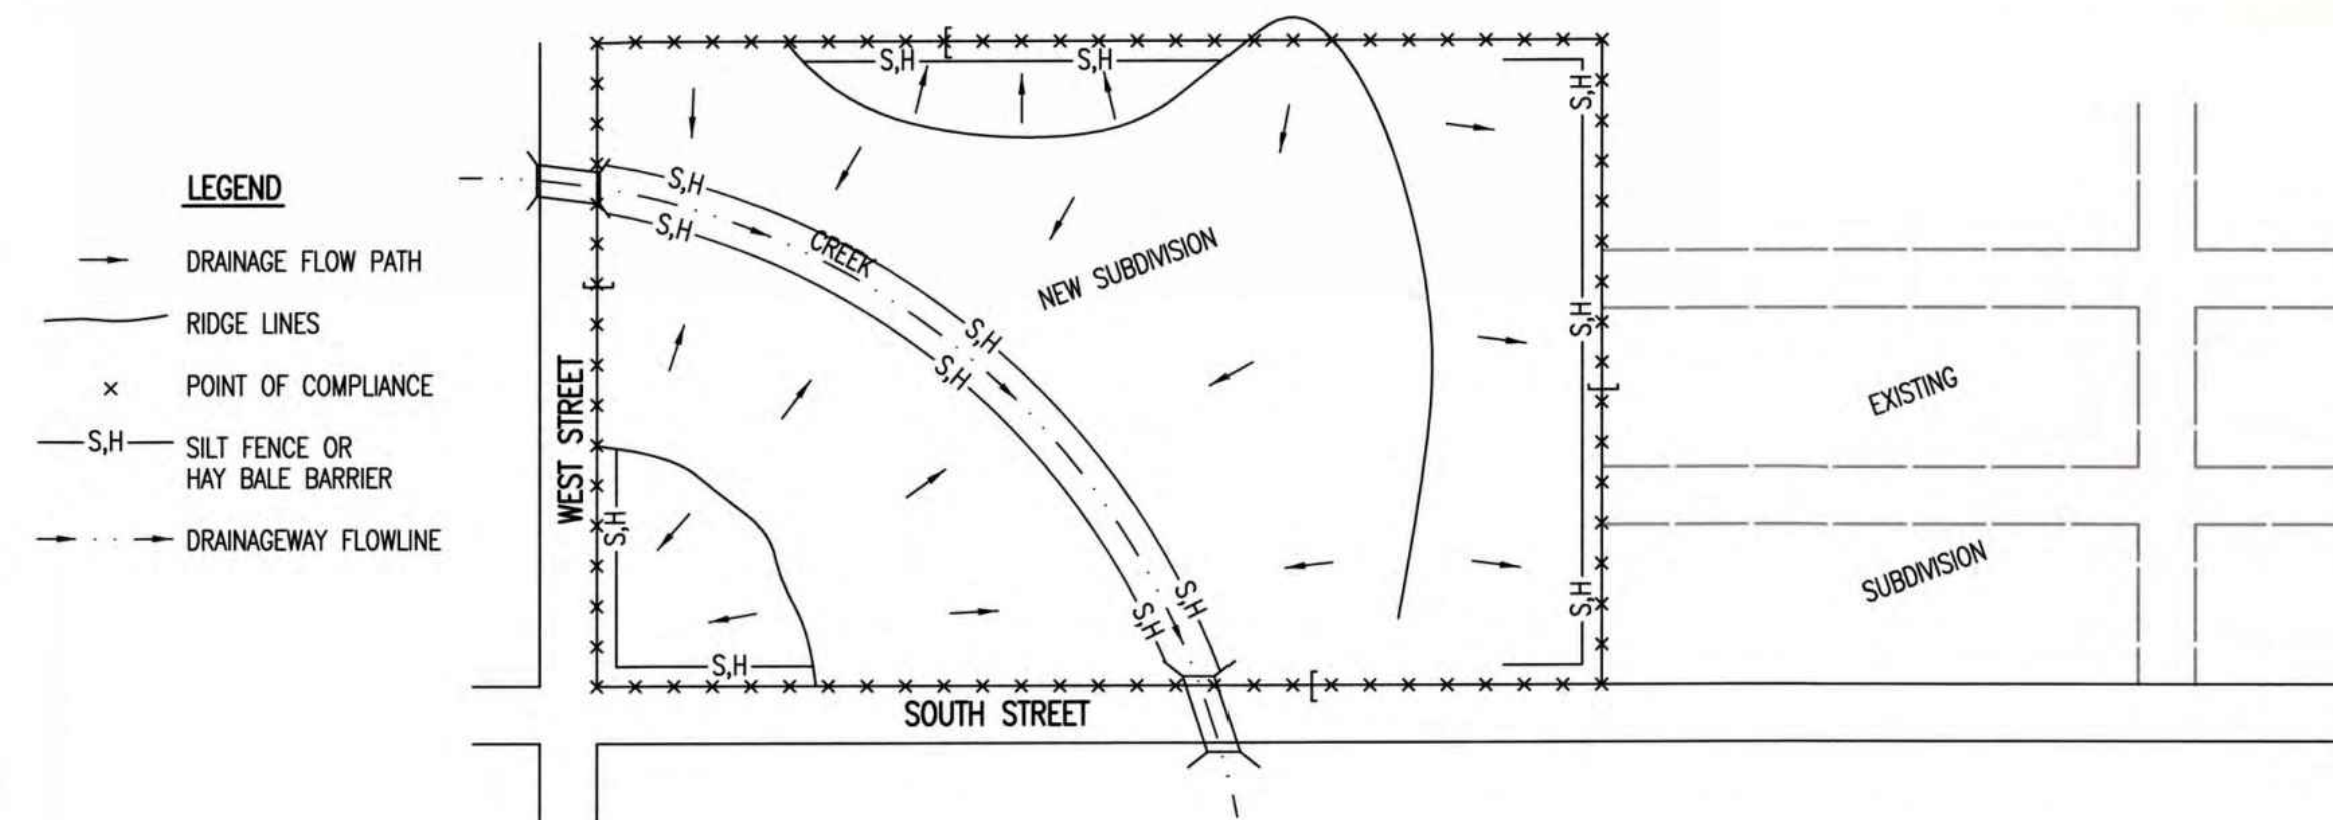 LEGEND
DRAINAGE FLOW PATH
RIDGE LINES
× POINT OF COMPLIANCE
S,H SILT FENCE OR
HAY BALE BARRIER
DRAINAGEWAY FLOWLINE
S,H
S,H
S,H
S,H
S,H
CREEK
NEW SUBDIVISION
S,H
S,H
S,H
WEST STREET
EXISTING
S,H
S,H
S,H
S,H
SUBDIVISION
S,H
SOUTH STREET